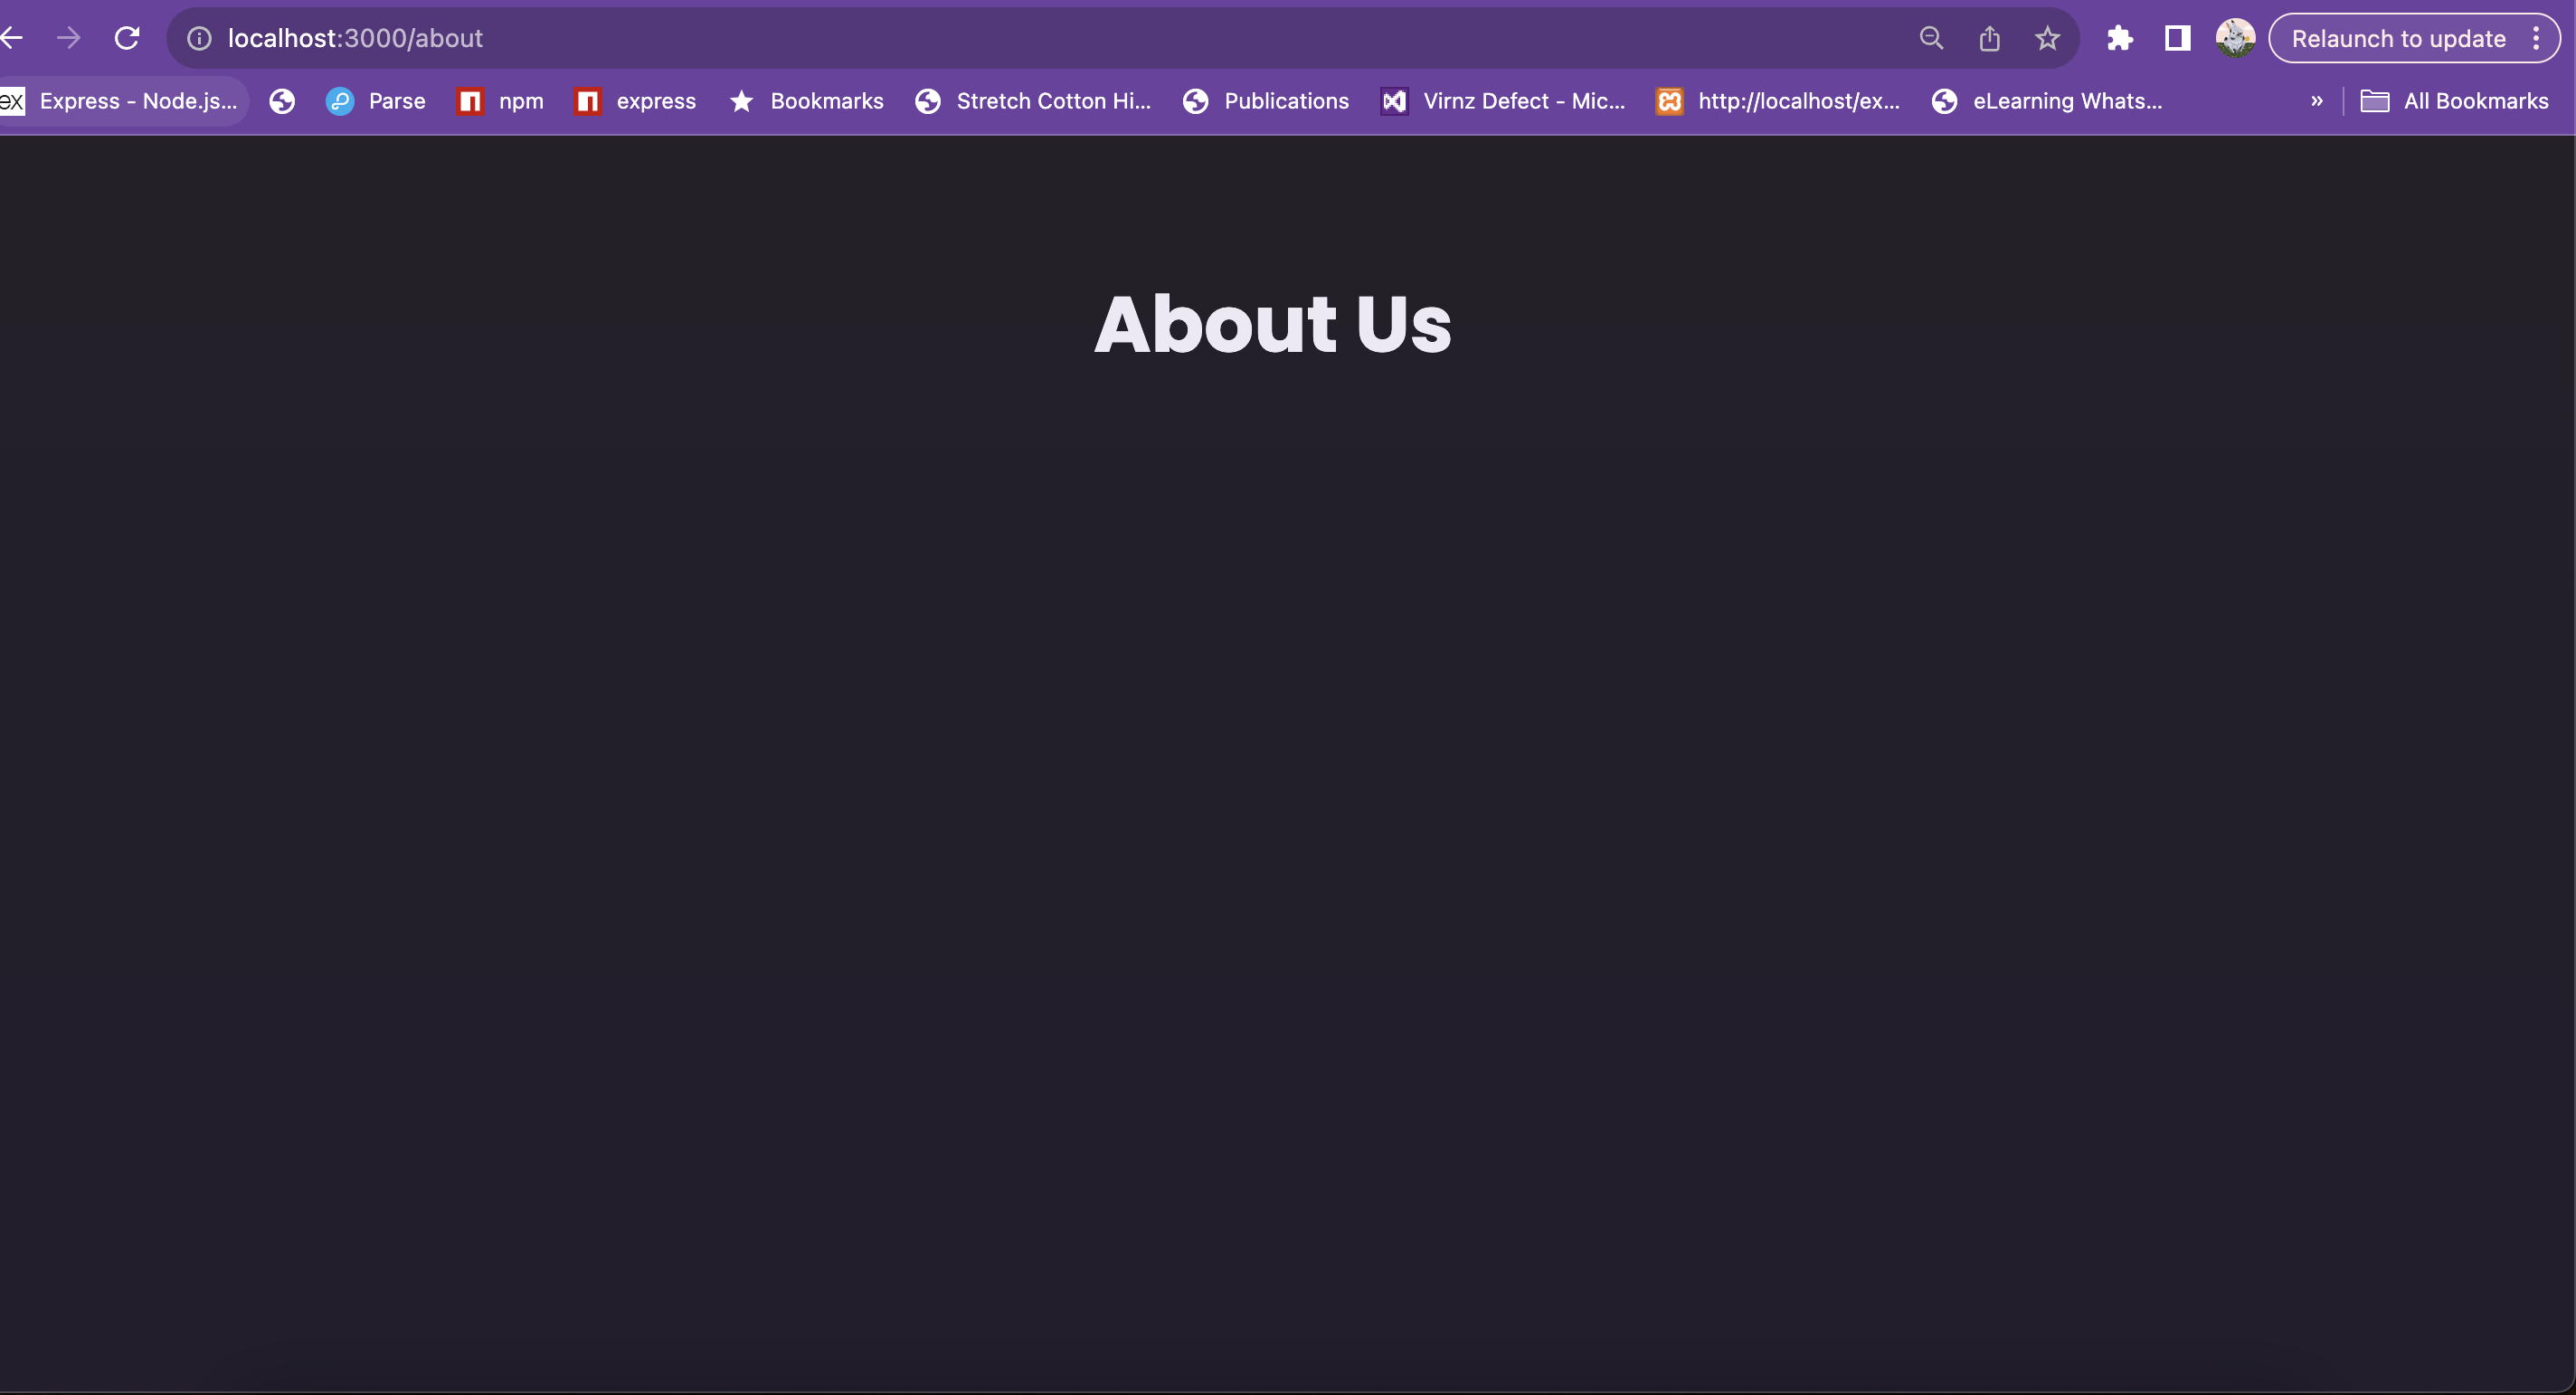 localhost:3000/about
Relaunch to update
ex Express - Node.js... Parse npm express Bookmarks Stretch Cotton Hi... Publications Virnz Defect - Mic... http://localhost/ex... eLearning Whats... » All Bookmarks
About Us